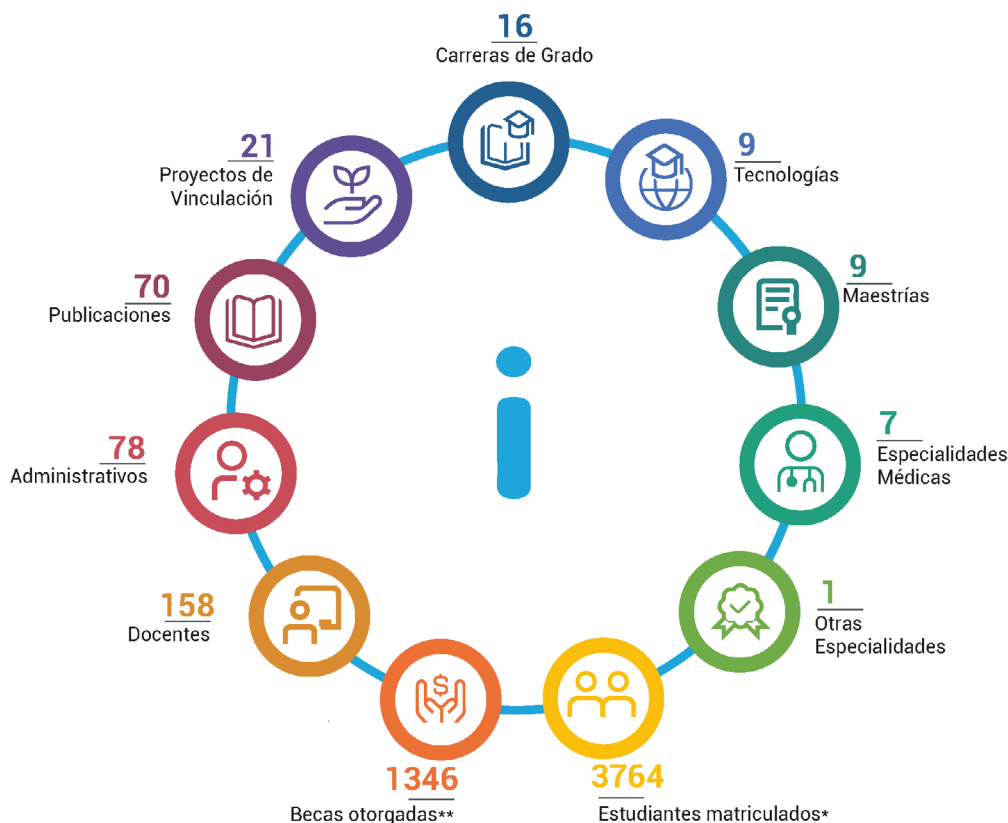 16
Carreras de Grado
9
Tecnologías
9
Maestrías
7
Especialidades
Médicas
1
Otras
Especialidades
3764
Estudiantes matriculados*
1346
Becas otorgadas**
158
Docentes
78
Administrativos
70
Publicaciones
21
Proyectos de
Vinculación
i
$